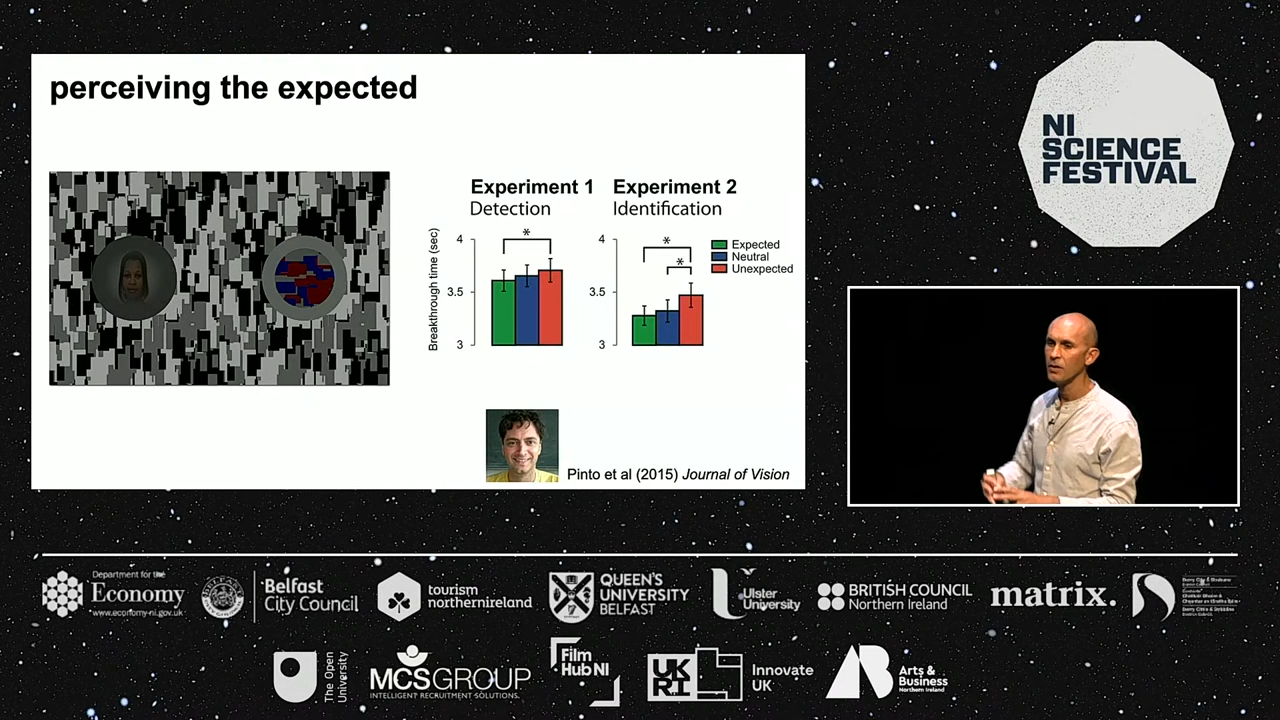 perceiving the expected
Experiment 1
Detection
Experiment 2
Identification
Breakthrough time (sec)
4
3.5
3
*
4
3.5
3
*
*
Expected
Neutral
Unexpected
Pinto et al (2015) Journal of Vision
NI
SCIENCE
FESTIVAL
Department for the
Economy
www.economy-ni.gov.uk
Belfast
City Council
tourism
northernireland
QUEEN'S
UNIVERSITY
BELFAST
Ulster
University
BRITISH COUNCIL
Northern Ireland
matrix.
The Open
University
MCSGROUP
INTELLIGENT RECRUITMENT SOLUTIONS.
Film
Hub NI
UK
RI
Innovate
UK
Arts &
Business
Northern Ireland